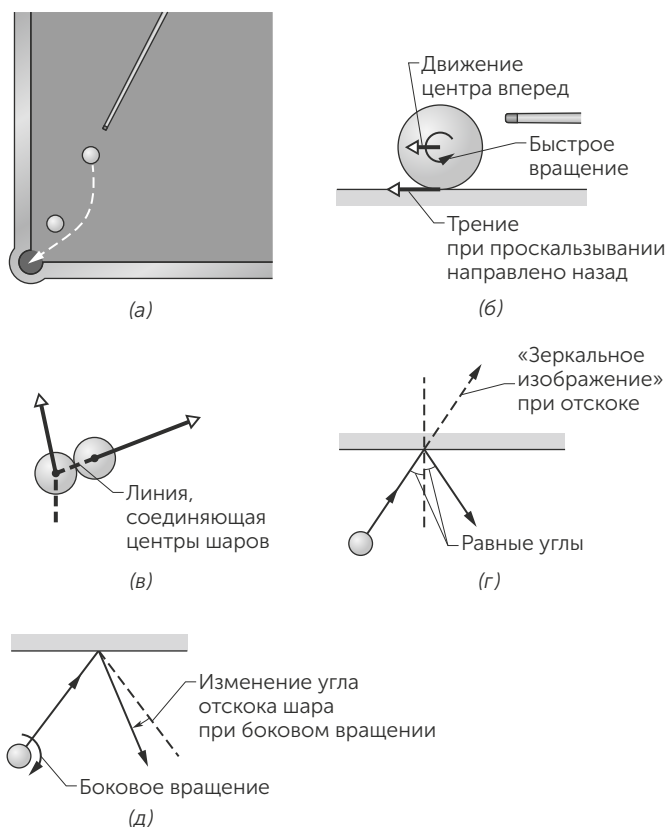 (а)
Движение
центра вперед
Быстрое
вращение
Трение
при проскальзывании
направлено назад
(б)
Линия,
соединяющая
центры шаров
(в)
«Зеркальное
изображение»
при отскоке
Равные углы
(г)
Изменение угла
отскока шара
при боковом вращении
Боковое вращение
(д)